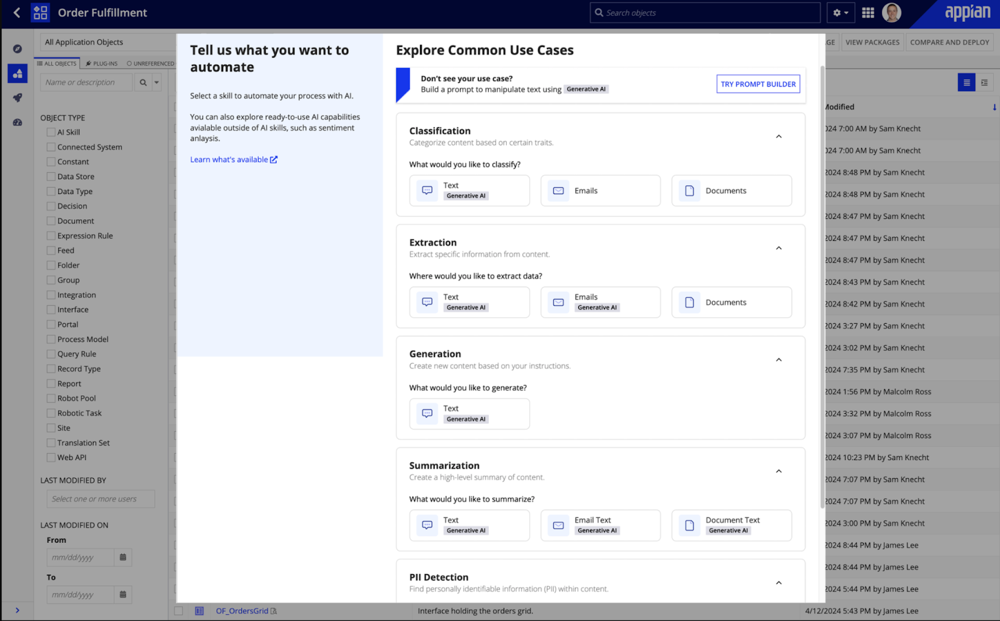 Order Fulfillment
Search objects
appian
All Application Objects
GE
VIEW PACKAGES
COMPARE AND DEPLOY
ALL OBJECTS
PLUG-INS
UNREFERENCED
Name or description
OBJECT TYPE
AI Skill
Connected System
Constant
Data Store
Data Type
Decision
Document
Expression Rule
Feed
Folder
Group
Integration
Interface
Portal
Process Model
Query Rule
Record Type
Report
Robot Pool
Robotic Task
Site
Translation Set
Web API
LAST MODIFIED BY
Select one or more users
LAST MODIFIED ON
From
mm/dd/yyyy
To
mm/dd/yyyy
Tell us what you want to
automate
Select a skill to automate your process with AI.
You can also explore ready-to-use AI capabilities
avialable outside of AI skills, such as sentiment
anlaysis.
Learn what's available
Explore Common Use Cases
Don't see your use case?
Build a prompt to manipulate text using Generative AI
TRY PROMPT BUILDER
Classification
Categorize content based on certain traits.
What would you like to classify?
Text
Generative AI
Emails
Documents
Extraction
Extract specific information from content.
Where would you like to extract data?
Text
Generative AI
Emails
Generative AI
Documents
Generation
Create new content based on your instructions.
What would you like to generate?
Text
Generative AI
Summarization
Create a high-level summary of content.
What would you like to summarize?
Text
Generative AI
Email Text
Generative AI
Document Text
Generative AI
PII Detection
Find personally identifiable information (PII) within content.
Modified
024 7:00 AM by Sam Knecht
024 7:00 AM by Sam Knecht
2024 8:48 PM by Sam Knecht
2024 8:48 PM by Sam Knecht
2024 8:47 PM by Sam Knecht
2024 8:47 PM by Sam Knecht
2024 8:47 PM by Sam Knecht
2024 8:43 PM by Sam Knecht
2024 8:42 PM by Sam Knecht
2024 3:27 PM by Sam Knecht
2024 3:02 PM by Sam Knecht
2024 7:35 PM by Sam Knecht
2024 1:56 PM by Malcolm Ross
2024 3:32 PM by Malcolm Ross
2024 3:07 PM by Malcolm Ross
2024 10:23 PM by Sam Knecht
2024 7:07 PM by Sam Knecht
2024 7:07 PM by Sam Knecht
2024 3:00 PM by Sam Knecht
2024 8:44 PM by James Lee
2024 8:44 PM by James Lee
2024 5:44 PM by James Lee
OF_OrdersGrid
Interface holding the orders grid.
4/12/2024 5:43 PM by James Lee